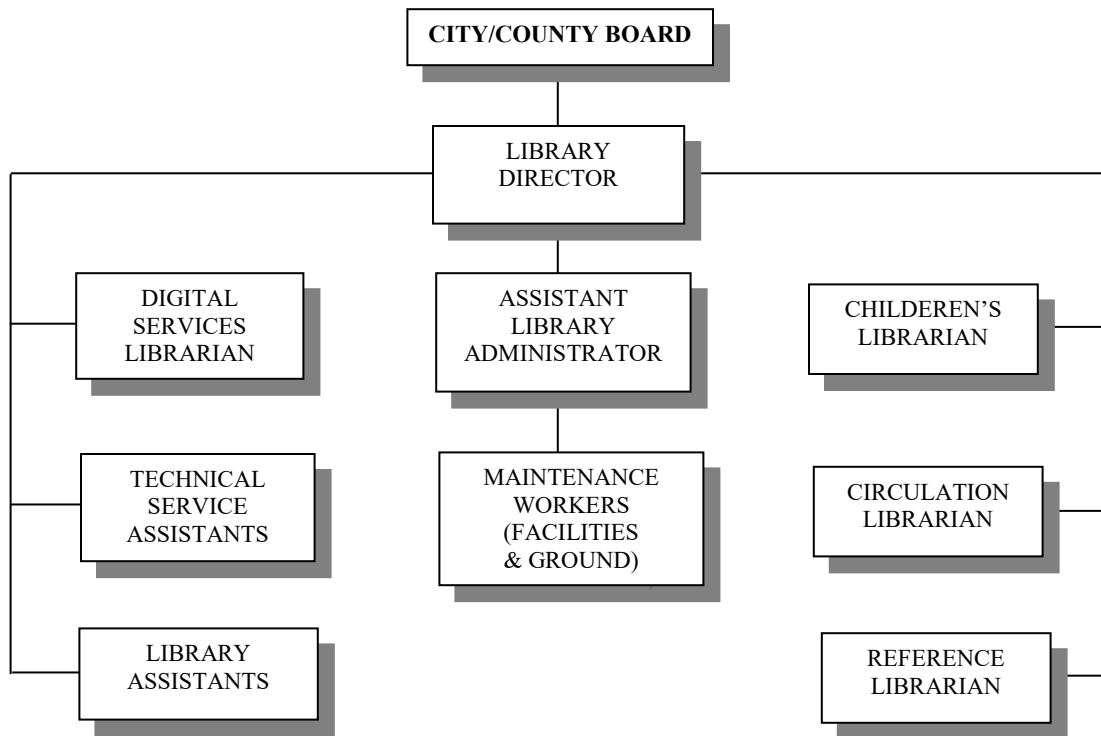 CITY/COUNTY BOARD
LIBRARY
DIRECTOR
DIGITAL
SERVICES
LIBRARIAN
ASSISTANT
LIBRARY
ADMINISTRATOR
CHILDEREN’S
LIBRARIAN
TECHNICAL
SERVICE
ASSISTANTS
MAINTENANCE
WORKERS
(FACILITIES
& GROUND)
CIRCULATION
LIBRARIAN
LIBRARY
ASSISTANTS
REFERENCE
LIBRARIAN